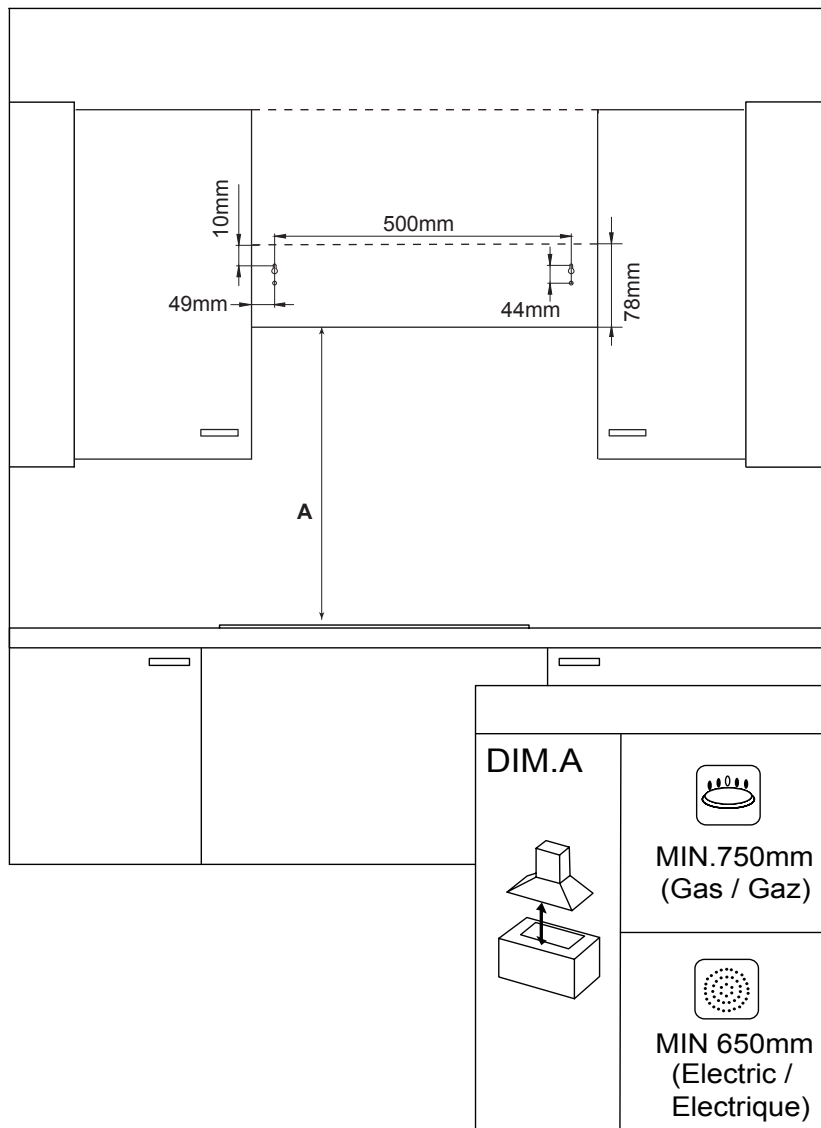 10mm
500mm
49mm
44mm
78mm
A
DIM.A
MIN.750mm
(Gas / Gaz)
MIN 650mm
(Electric /
Electrique)